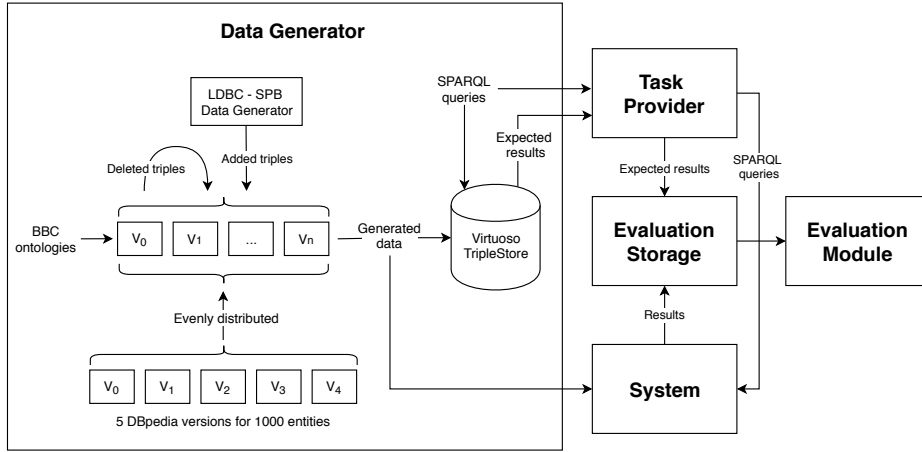 Data Generator
LDBC - SPB
Data Generator
SPARQL
queries
Task
Provider
Deleted triples
Added triples
Expected
results
Expected results
SPARQL
queries
BBC
ontologies
V0
V1
...
Vn
Generated
data
Virtuoso
TripleStore
Evaluation
Storage
Evaluation
Module
Evenly distributed
Results
V0
V1
V2
V3
V4
System
5 DBpedia versions for 1000 entities